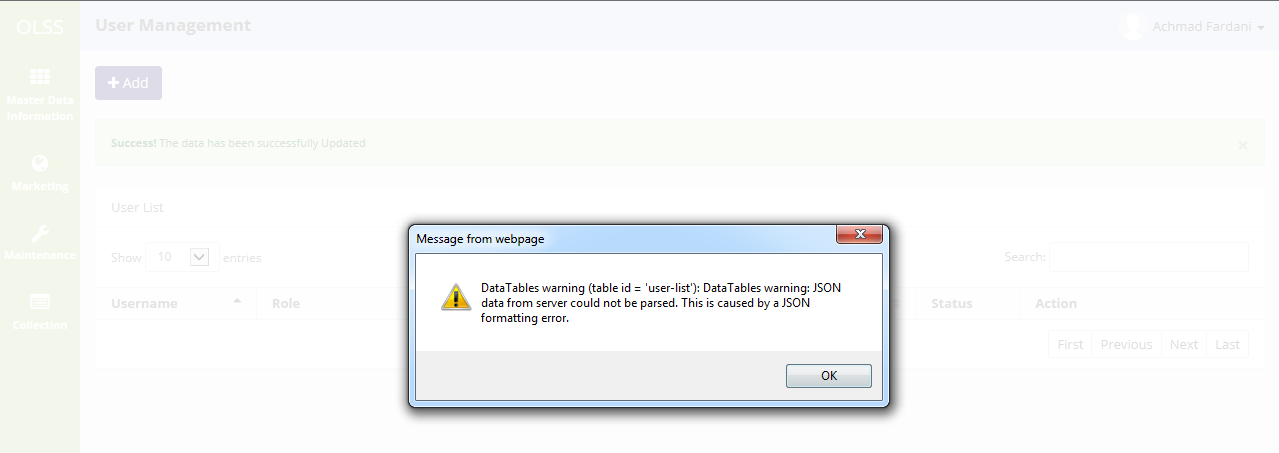 OLSS
User Management
Achmad Fardani
Add
Master Data
Information
Success! The data has been successfully Updated
×
Marketing
User List
Message from webpage
Maintenance
Show 10 entries
Search:
DataTables warning (table id = 'user-list'): DataTables warning: JSON
data from server could not be parsed. This is caused by a JSON
formatting error.
Username Role Status Action
Collection
First Previous Next Last
OK